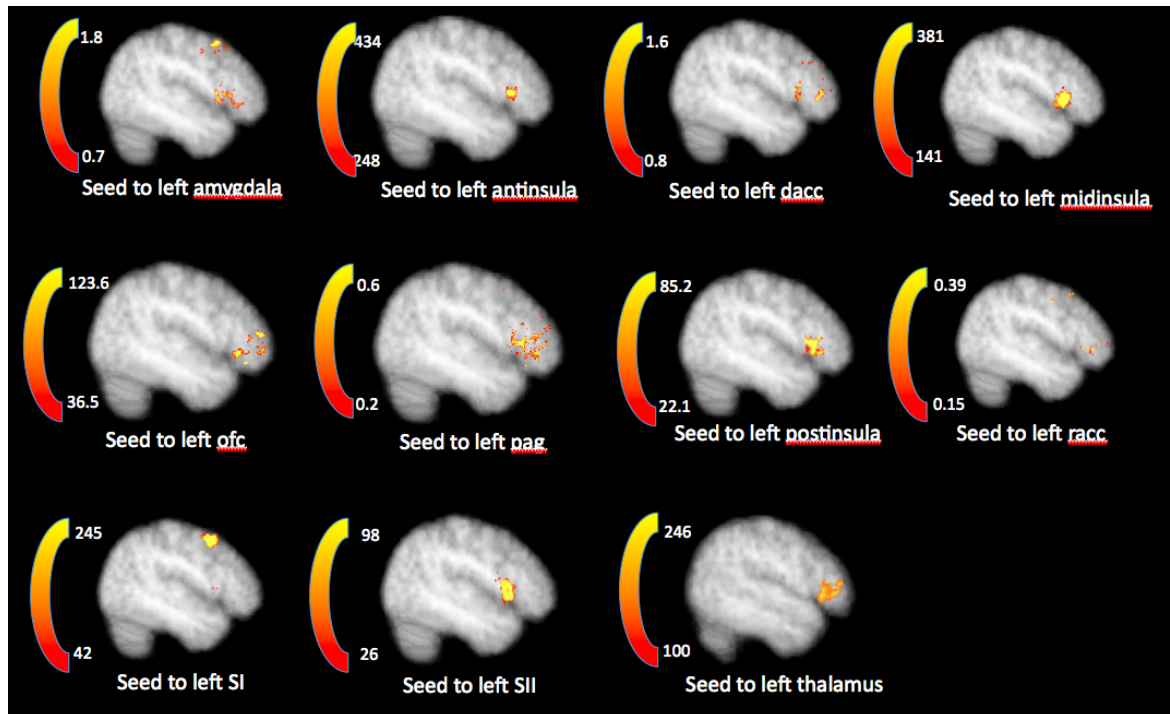 1.8
0.7
Seed to left amygdala
434
248
Seed to left antinsula
1.6
0.8
Seed to left dacc
381
141
Seed to left midinsula
123.6
36.5
Seed to left ofc
0.6
0.2
Seed to left pag
85.2
22.1
Seed to left postinsula
0.39
0.15
Seed to left racc
245
42
Seed to left SI
98
26
Seed to left SII
246
100
Seed to left thalamus